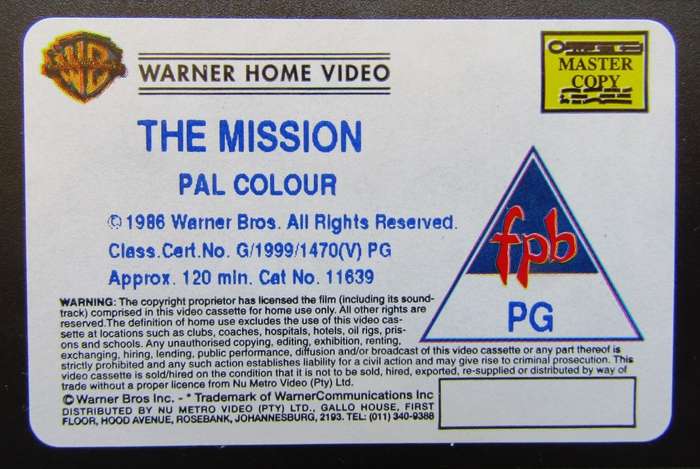 WB
WARNER HOME VIDEO
MASTER
COPY
THE MISSION
PAL COLOUR
© 1986 Warner Bros. All Rights Reserved.
Class.Cert.No. G/1999/1470(V) PG
Approx. 120 min. Cat No. 11639
fpb
PG
WARNING: The copyright proprietor has licensed the film (including its sound-
track) comprised in this video cassette for home use only. All other rights are
reserved.The definition of home use excludes the use of this video cas-
sette at locations such as clubs, coaches, hospitals, hotels, oil rigs, pris-
ons and schools. Any unauthorised copying, editing, exhibition, renting,
exchanging, hiring, lending, public performance, diffusion and/or broadcast of this video cassette or any part thereof is
strictly prohibited and any such action establishes liability for a civil action and may give rise to criminal prosecution. This
video cassette is sold/hired on the condition that it is not to be sold, hired, exported, re-supplied or distributed by way of
trade without a proper licence from Nu Metro Video (Pty) Ltd.
© Warner Bros Inc. - * Trademark of WarnerCommunications Inc
DISTRIBUTED BY NU METRO VIDEO (PTY) LTD., GALLO HOUSE, FIRST
FLOOR, HOOD AVENUE, ROSEBANK, JOHANNESBURG, 2193. TEL: (011) 340-9388